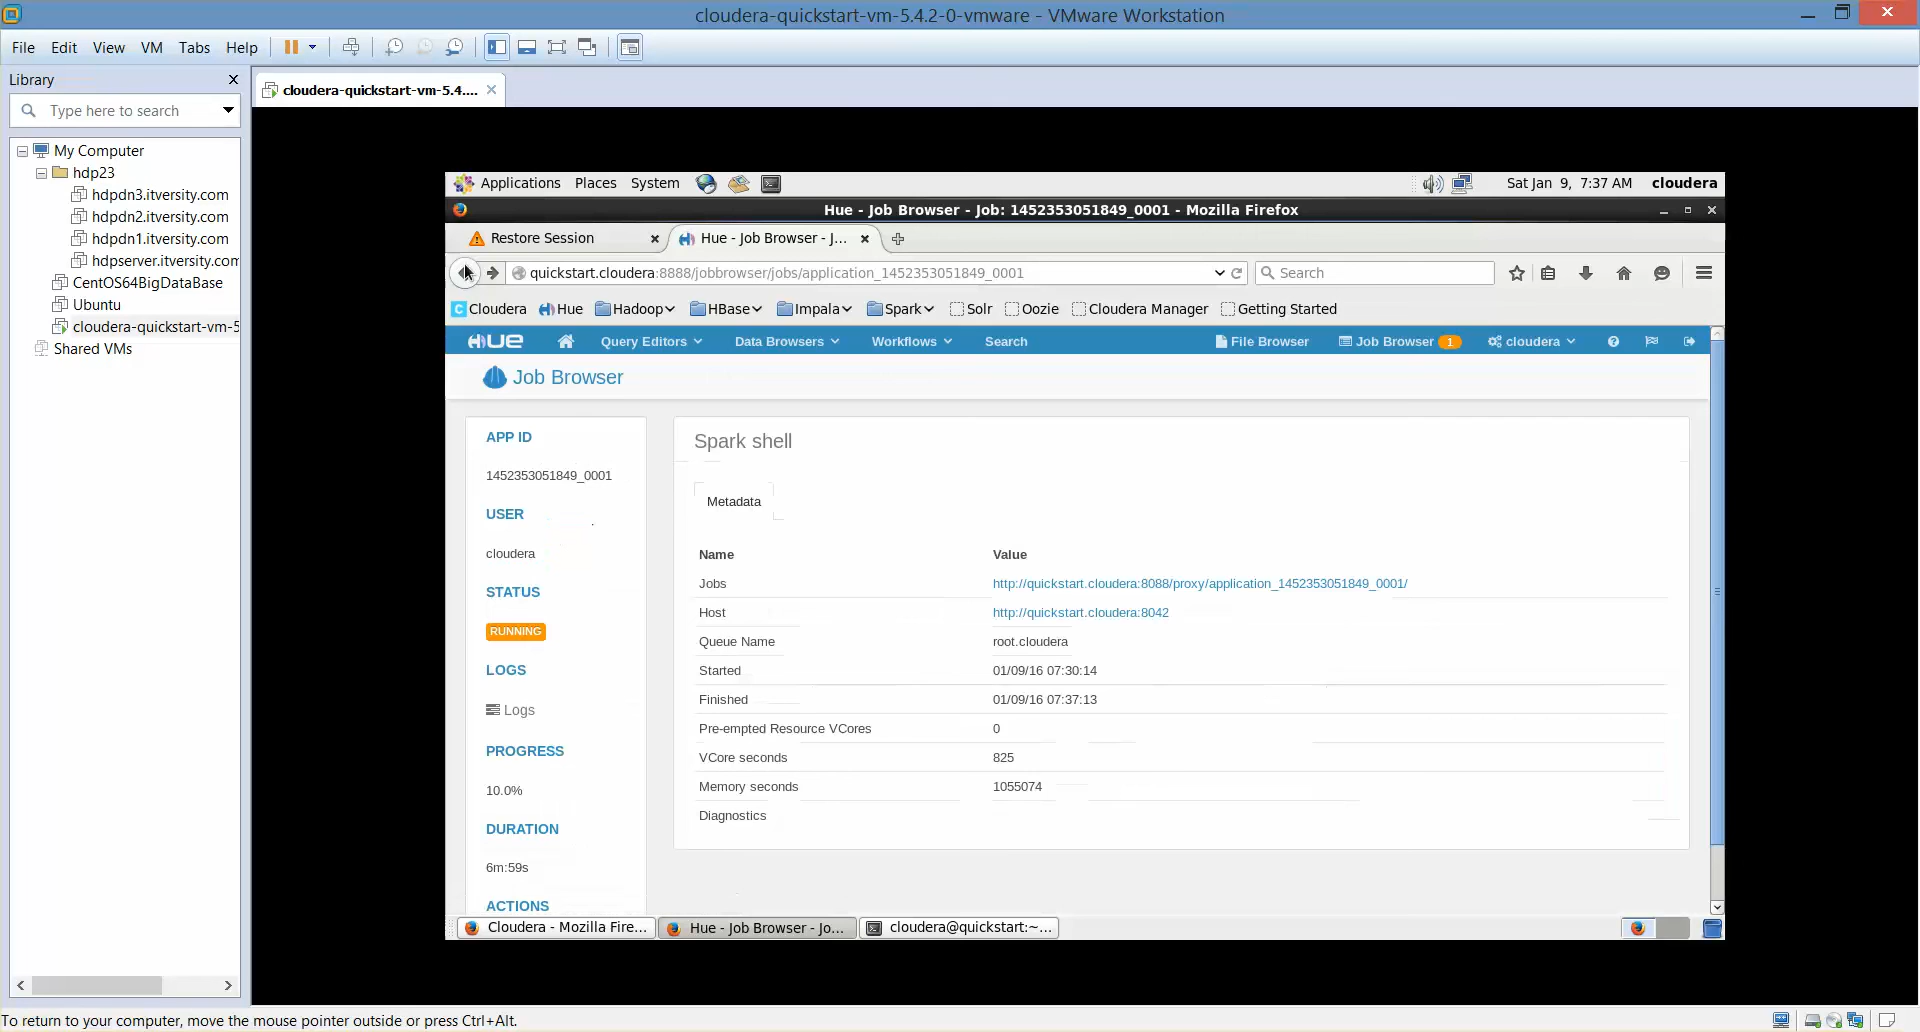 cloudera-quickstart-vm-5.4.2-0-vmware - VMware Workstation
File Edit View VM Tabs Help
Library
Type here to search
My Computer
hdp23
hdpdn3.itversity.com
hdpdn2.itversity.com
hdpdn1.itversity.com
hdpserver.itversity.com
CentOS64BigDataBase
Ubuntu
cloudera-quickstart-vm-5
Shared VMs
cloudera-quickstart-vm-5.4....
Applications Places System Sat Jan 9, 7:37 AM cloudera
Hue - Job Browser - Job: 1452353051849_0001 - Mozilla Firefox
Restore Session Hue - Job Browser - J...
quickstart.cloudera:8888/jobbrowser/jobs/application_1452353051849_0001 Search
Cloudera Hue Hadoop HBase Impala Spark Solr Oozie Cloudera Manager Getting Started
HUE Query Editors Data Browsers Workflows Search File Browser Job Browser 1 cloudera
Job Browser
APP ID
1452353051849_0001
USER
cloudera
STATUS
RUNNING
LOGS
Logs
PROGRESS
10.0%
DURATION
6m:59s
ACTIONS
Spark shell
Metadata
Name Value
Jobs http://quickstart.cloudera:8088/proxy/application_1452353051849_0001/
Host http://quickstart.cloudera:8042
Queue Name root.cloudera
Started 01/09/16 07:30:14
Finished 01/09/16 07:37:13
Pre-empted Resource VCores 0
VCore seconds 825
Memory seconds 1055074
Diagnostics
Cloudera - Mozilla Fire... Hue - Job Browser - Jo... cloudera@quickstart:~...
To return to your computer, move the mouse pointer outside or press Ctrl+Alt.